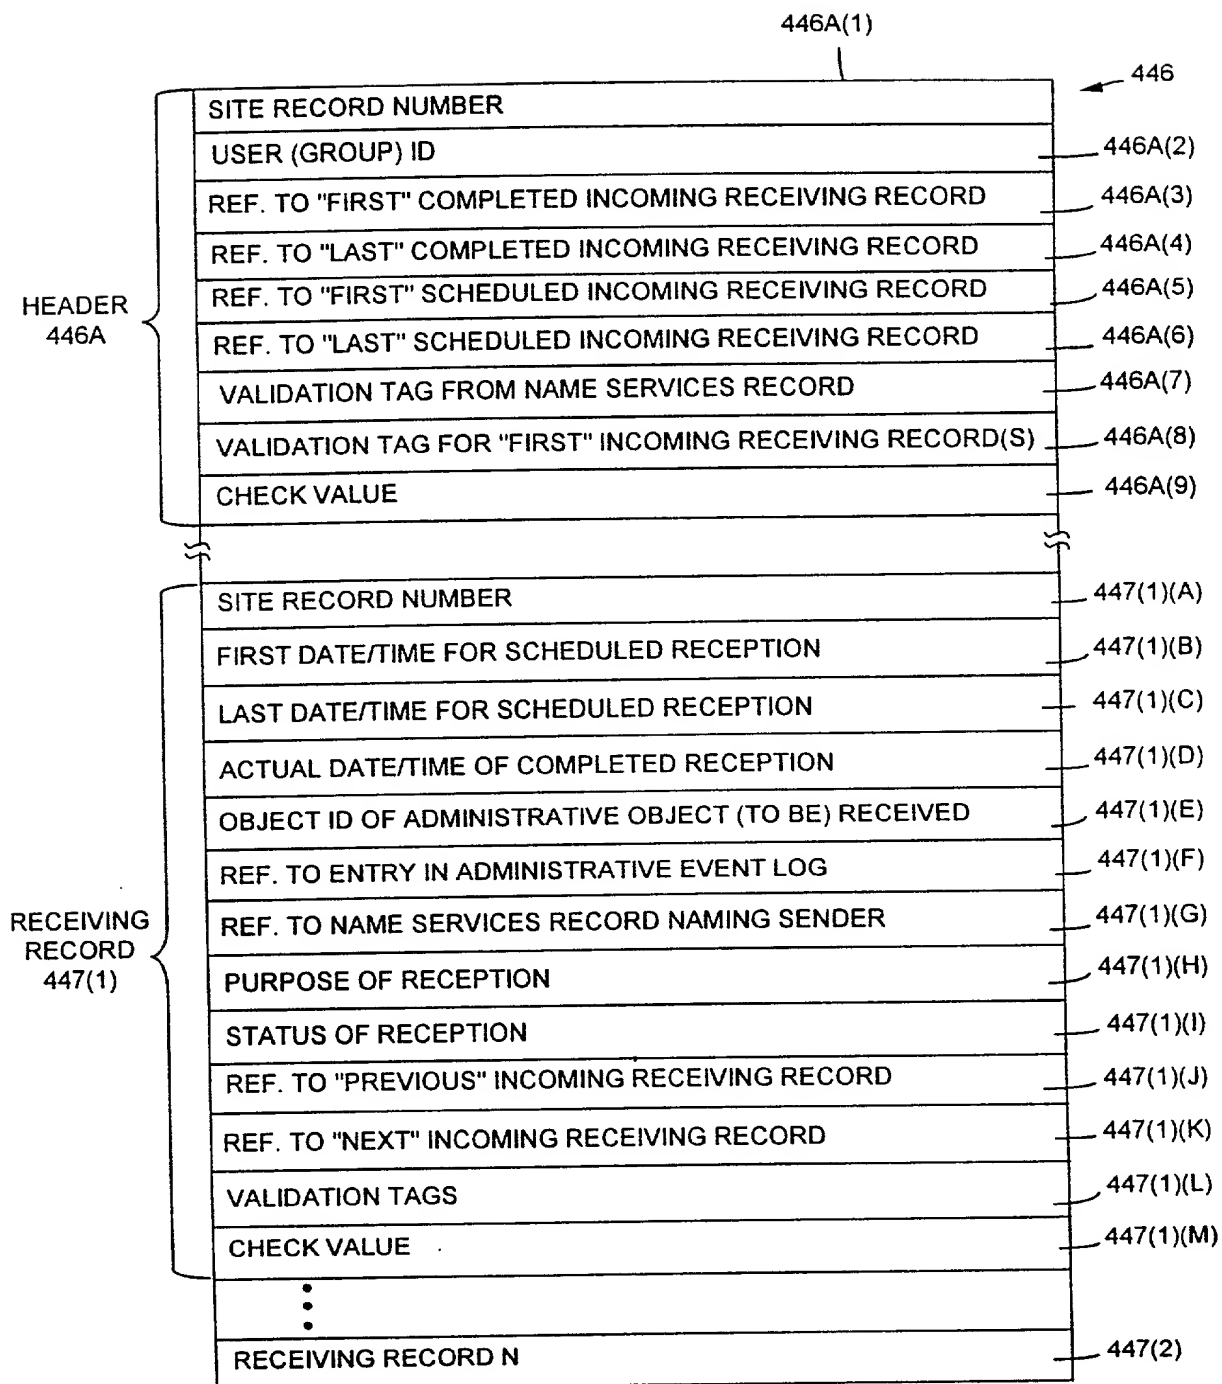 446A(1)
446
SITE RECORD NUMBER
USER (GROUP) ID
446A(2)
REF. TO "FIRST" COMPLETED INCOMING RECEIVING RECORD
446A(3)
REF. TO "LAST" COMPLETED INCOMING RECEIVING RECORD
446A(4)
REF. TO "FIRST" SCHEDULED INCOMING RECEIVING RECORD
446A(5)
HEADER
446A
REF. TO "LAST" SCHEDULED INCOMING RECEIVING RECORD
446A(6)
VALIDATION TAG FROM NAME SERVICES RECORD
446A(7)
VALIDATION TAG FOR "FIRST" INCOMING RECEIVING RECORD(S)
446A(8)
CHECK VALUE
446A(9)
SITE RECORD NUMBER
447(1)(A)
FIRST DATE/TIME FOR SCHEDULED RECEPTION
447(1)(B)
LAST DATE/TIME FOR SCHEDULED RECEPTION
447(1)(C)
ACTUAL DATE/TIME OF COMPLETED RECEPTION
447(1)(D)
OBJECT ID OF ADMINISTRATIVE OBJECT (TO BE) RECEIVED
447(1)(E)
REF. TO ENTRY IN ADMINISTRATIVE EVENT LOG
447(1)(F)
RECEIVING
RECORD
447(1)
REF. TO NAME SERVICES RECORD NAMING SENDER
447(1)(G)
PURPOSE OF RECEPTION
447(1)(H)
STATUS OF RECEPTION
447(1)(I)
REF. TO "PREVIOUS" INCOMING RECEIVING RECORD
447(1)(J)
REF. TO "NEXT" INCOMING RECEIVING RECORD
447(1)(K)
VALIDATION TAGS
447(1)(L)
CHECK VALUE
447(1)(M)
RECEIVING RECORD N
447(2)